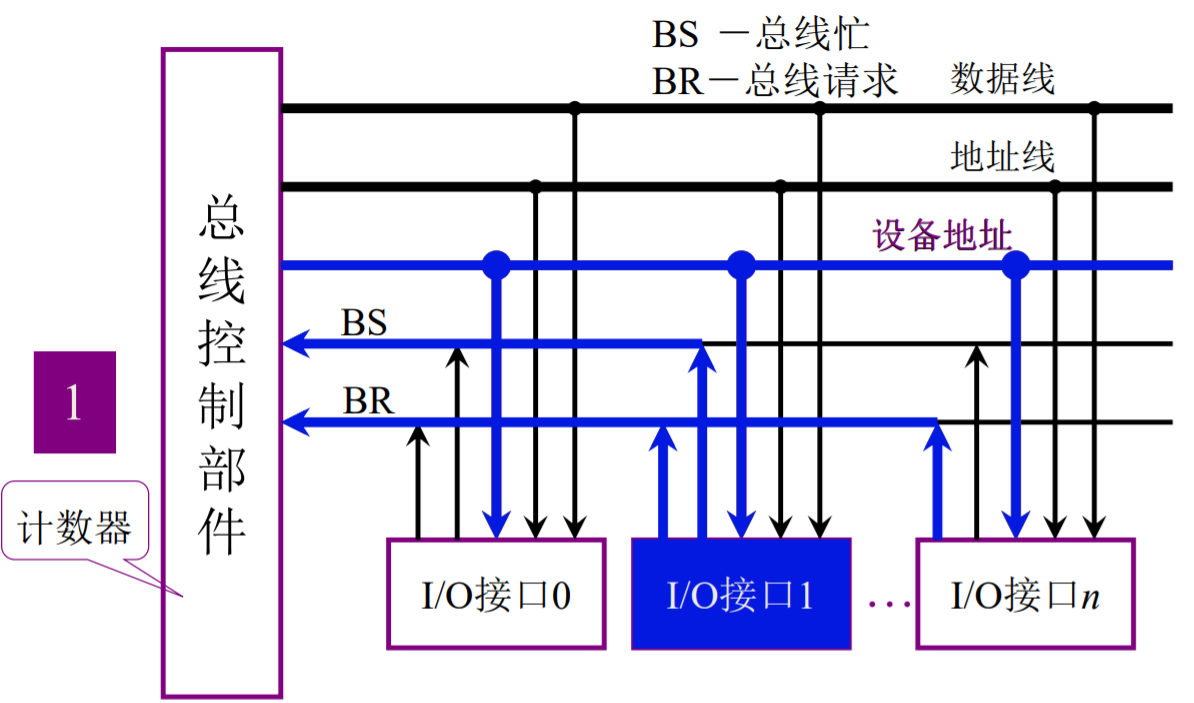 BS －总线忙
BR－总线请求
数据线
地址线
设备地址
总线控制部件
BS
BR
1
计数器
I/O接口0
I/O接口1
…
I/O接口n